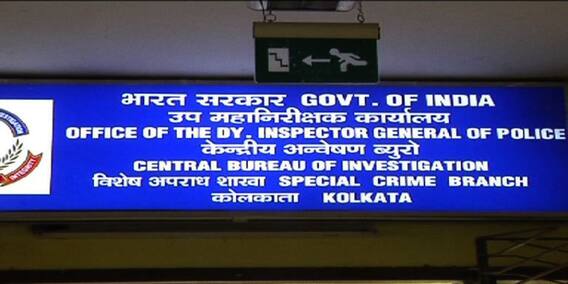 भारत सरकार GOVT. OF INDIA
उप महानिरीक्षक कार्यालय
OFFICE OF THE DY. INSPECTOR GENERAL OF POLICE
केन्द्रीय अन्वेषण ब्युरो
CENTRAL BUREAU OF INVESTIGATION
विशेष अपराध शाखा SPECIAL CRIME BRANCH
कोलकाता KOLKATA
INTEGRITY